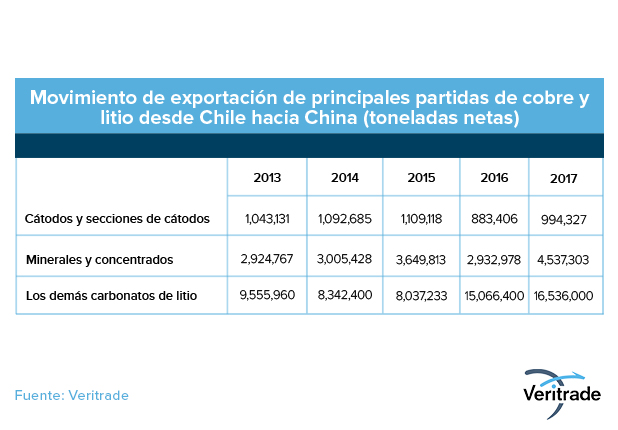 Movimiento de exportación de principales partidas de cobre y
litio desde Chile hacia China (toneladas netas)
2013 2014 2015 2016 2017
Cátodos y secciones de cátodos 1,043,131 1,092,685 1,109,118 883,406 994,327
Minerales y concentrados 2,924,767 3,005,428 3,649,813 2,932,978 4,537,303
Los demás carbonatos de litio 9,555,960 8,342,400 8,037,233 15,066,400 16,536,000
Fuente: Veritrade
Veritrade